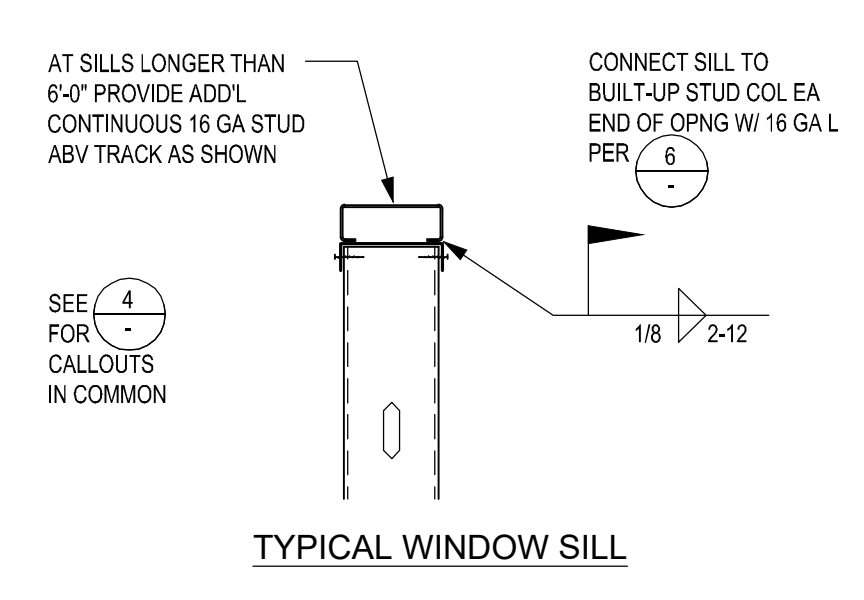 AT SILLS LONGER THAN
6'-0" PROVIDE ADD'L
CONTINUOUS 16 GA STUD
ABV TRACK AS SHOWN
CONNECT SILL TO
BUILT-UP STUD COL EA
END OF OPNG W/ 16 GA L
PER 6
-
SEE 4
FOR -
CALLOUTS
IN COMMON
1/8 2-12
TYPICAL WINDOW SILL